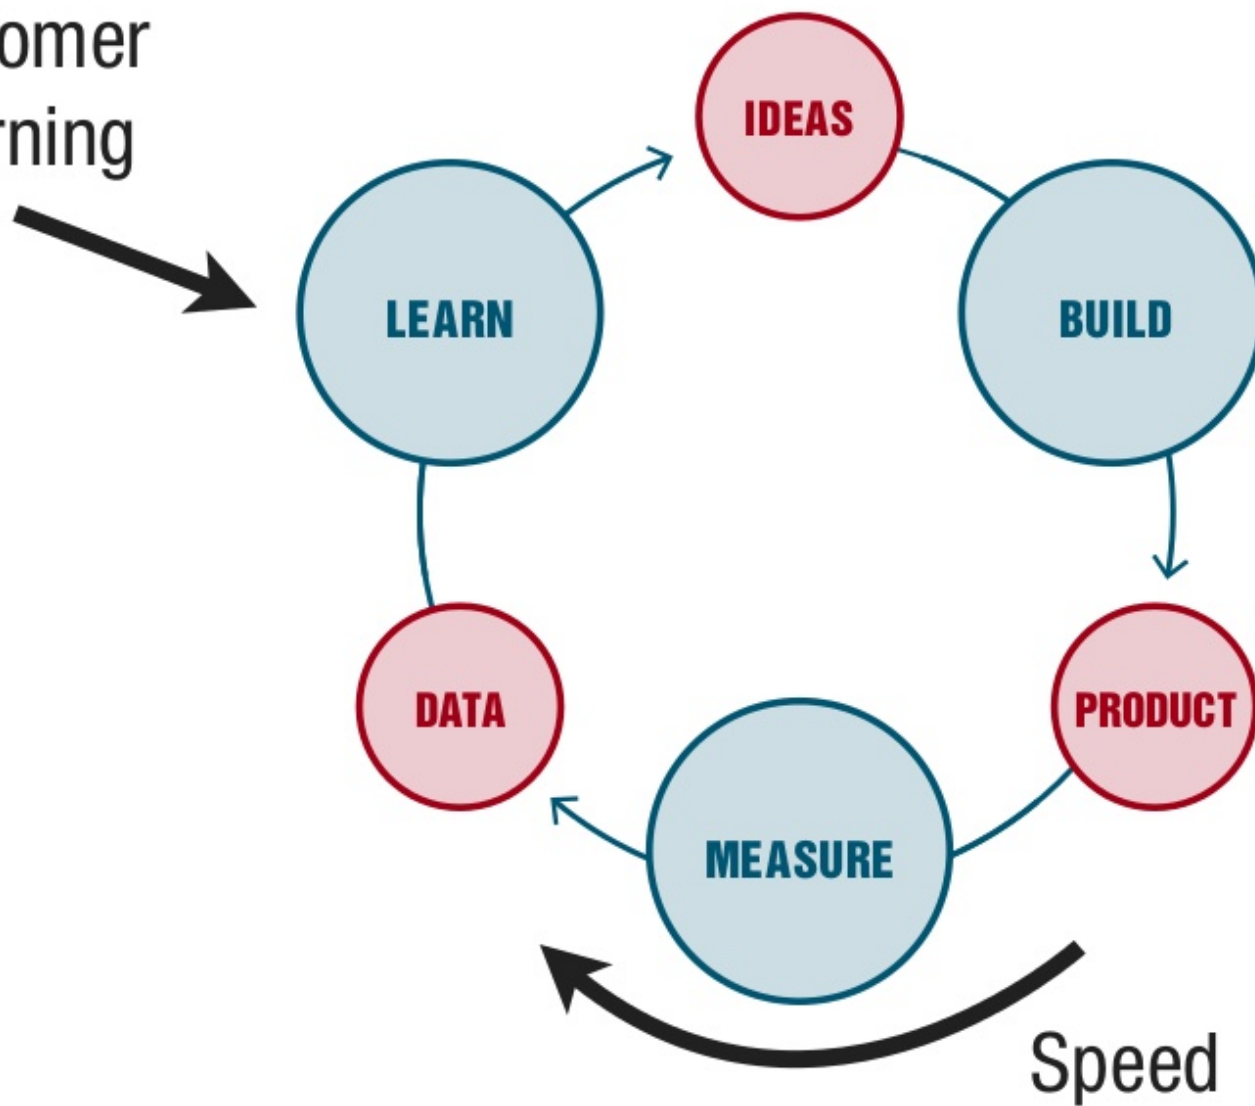 omer
rning
IDEAS
LEARN
BUILD
DATA
PRODUCT
MEASURE
Speed